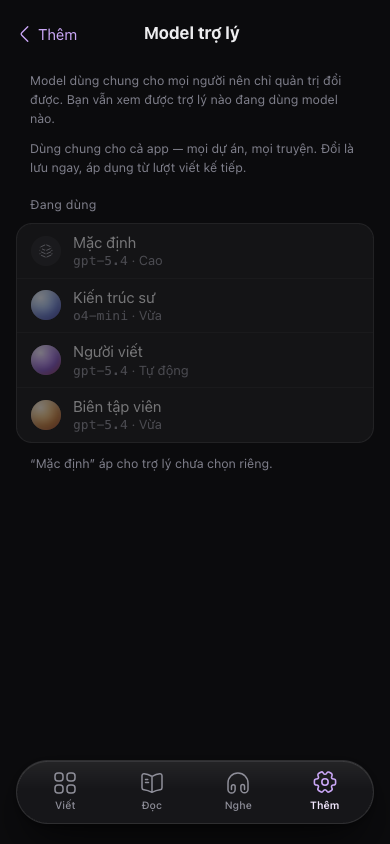 Thêm
Model trợ lý
Model dùng chung cho mọi người nên chỉ quản trị đổi
được. Bạn vẫn xem được trợ lý nào đang dùng model
nào.
Dùng chung cho cả app — mọi dự án, mọi truyện. Đổi là
lưu ngay, áp dụng từ lượt viết kế tiếp.
Đang dùng
Mặc định
gpt-5.4 · Cao
Kiến trúc sư
o4-mini · Vừa
Người viết
gpt-5.4 · Tự động
Biên tập viên
gpt-5.4 · Vừa
“Mặc định” áp cho trợ lý chưa chọn riêng.
Viết
Đọc
Nghe
Thêm